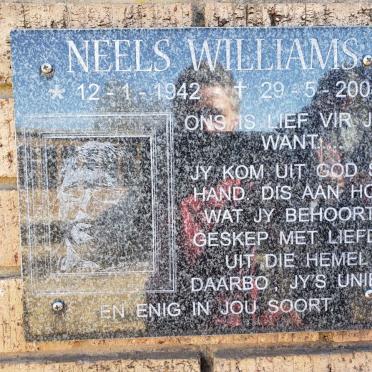 NEELS WILLIAMS
* 12-1-1942 † 29-5-200
ONS IS LIEF VIR J
WANT:
JY KOM UIT GOD S
HAND. DIS AAN HO
WAT JY BEHOORT
GESKEP MET LIEFD
UIT DIE HEMEL
DAARBO. JY'S UNIE
EN ENIG IN JOU SOORT